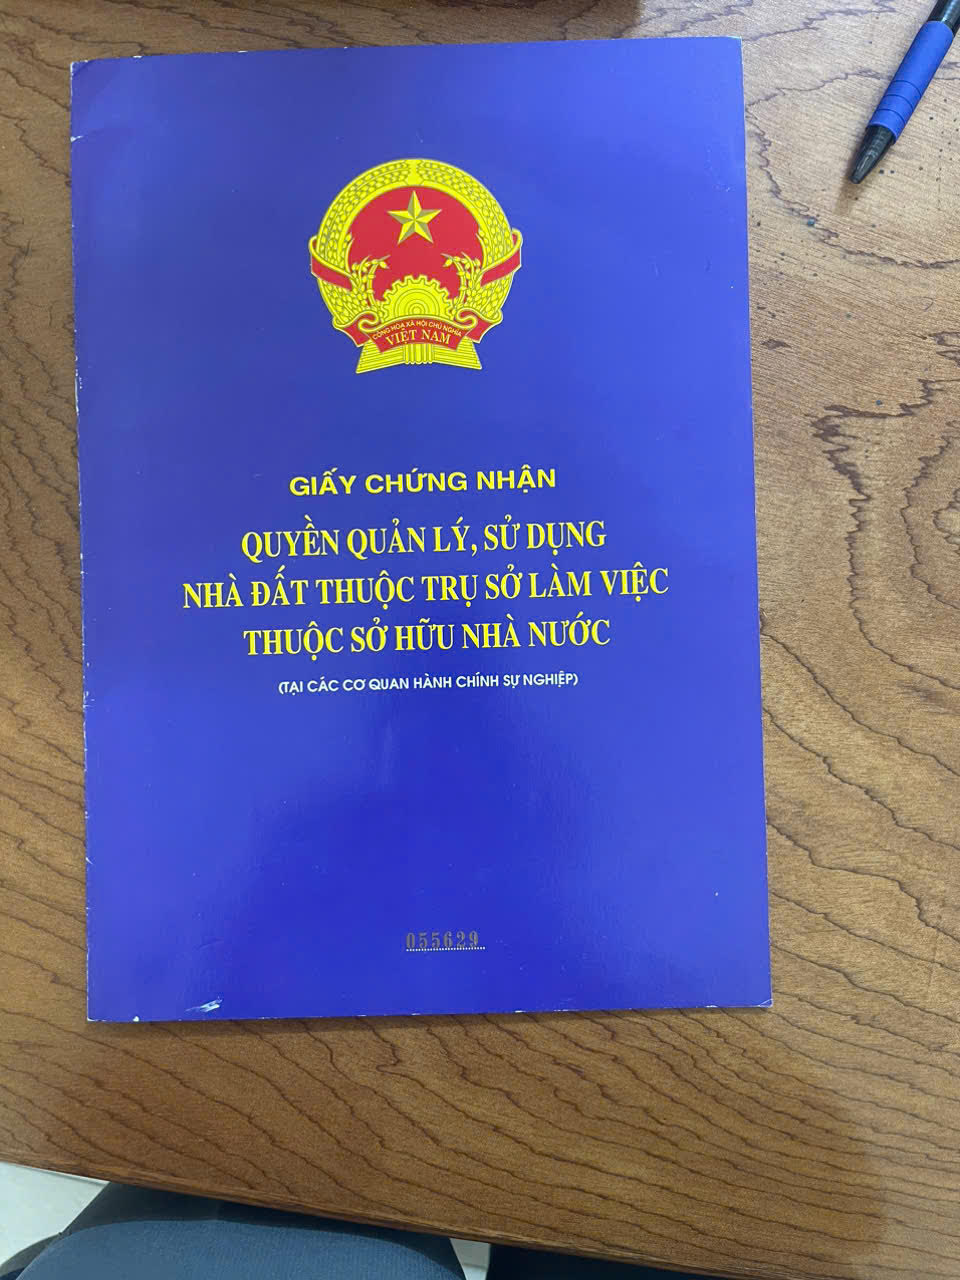 CỘNG HÒA XÃ HỘI CHỦ NGHĨA
VIỆT NAM
GIẤY CHỨNG NHẬN
QUYỀN QUẢN LÝ, SỬ DỤNG
NHÀ ĐẤT THUỘC TRỤ SỞ LÀM VIỆC
THUỘC SỞ HỮU NHÀ NƯỚC
(TẠI CÁC CƠ QUAN HÀNH CHÍNH SỰ NGHIỆP)
055629